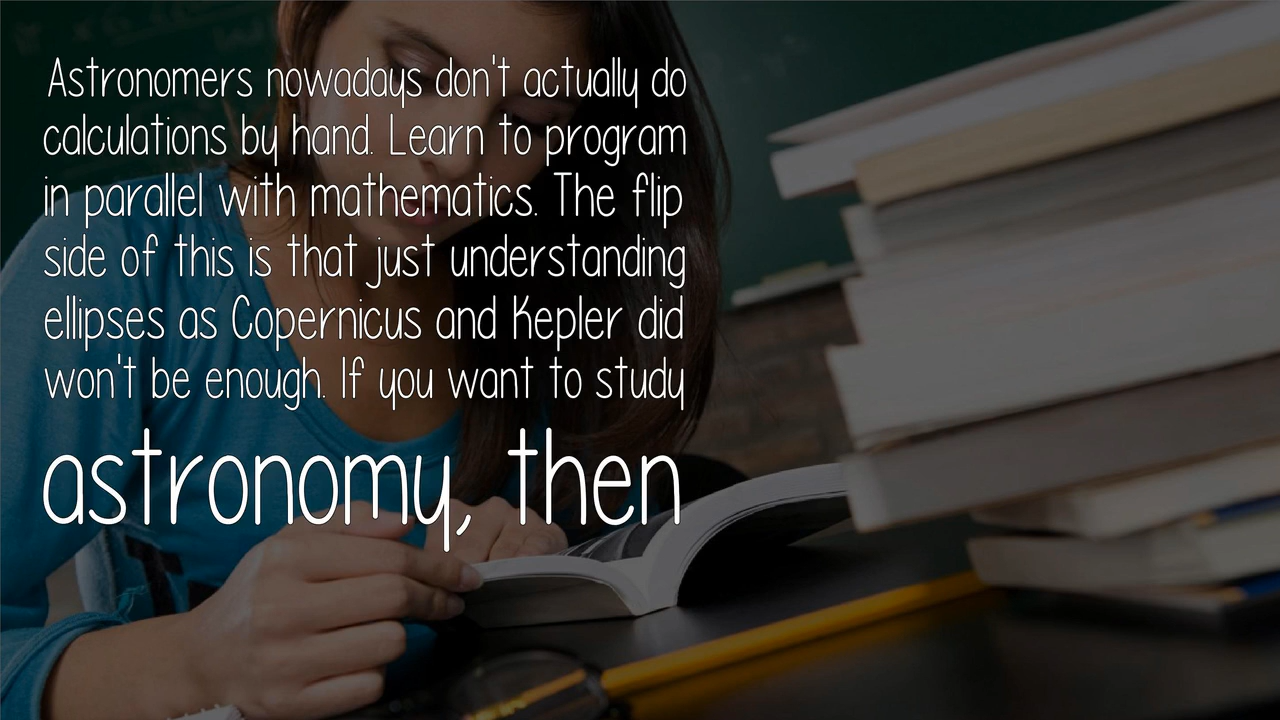 Astronomers nowadays don't actually do
calculations by hand. Learn to program
in parallel with mathematics. The flip
side of this is that just understanding
ellipses as Copernicus and Kepler did
won't be enough. If you want to study
astronomy, then